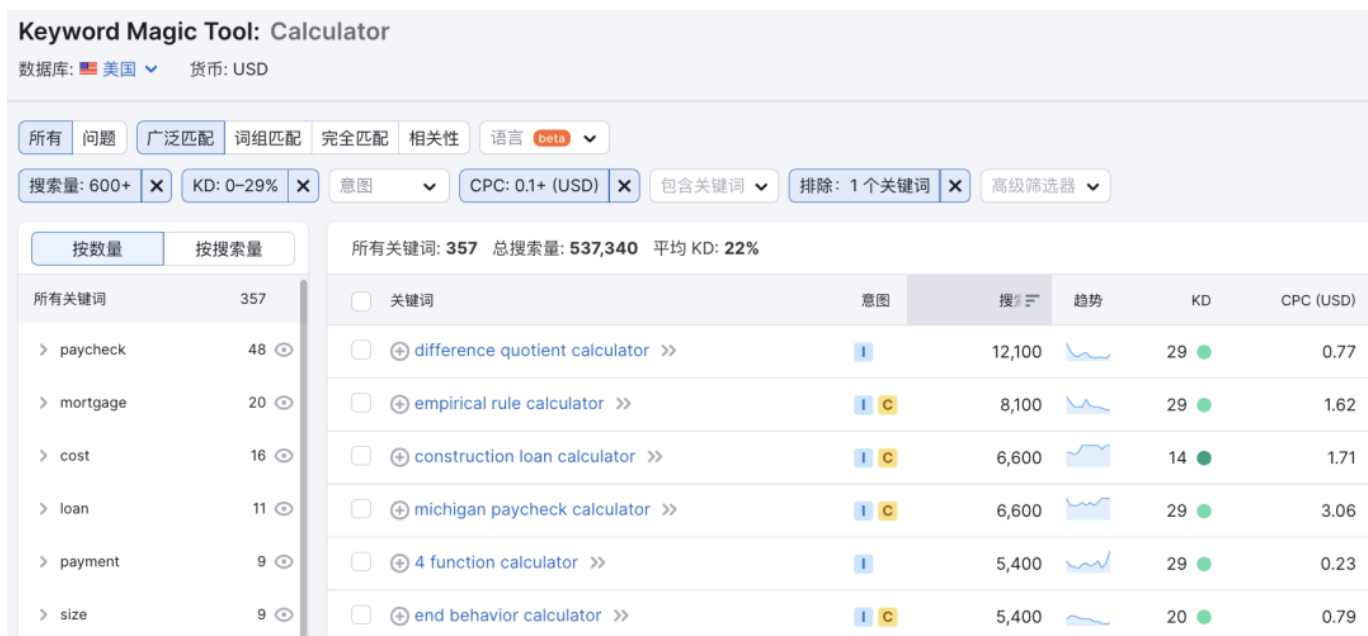 Keyword Magic Tool: Calculator
数据库: 美国 货币: USD
所有 问题 广泛匹配 词组匹配 完全匹配 相关性 语言 beta
搜索量: 600+ KD: 0–29% 意图 CPC: 0.1+ (USD) 包含关键词 排除: 1 个关键词 高级筛选器
按数量 按搜索量 所有关键词: 357 总搜索量: 537,340 平均 KD: 22%
所有关键词 357 关键词 意图 搜 趋势 KD CPC (USD)
paycheck 48 difference quotient calculator I 12,100 29 0.77
mortgage 20 empirical rule calculator I C 8,100 29 1.62
cost 16 construction loan calculator I C 6,600 14 1.71
loan 11 michigan paycheck calculator I C 6,600 29 3.06
payment 9 4 function calculator I 5,400 29 0.23
size 9 end behavior calculator I C 5,400 20 0.79